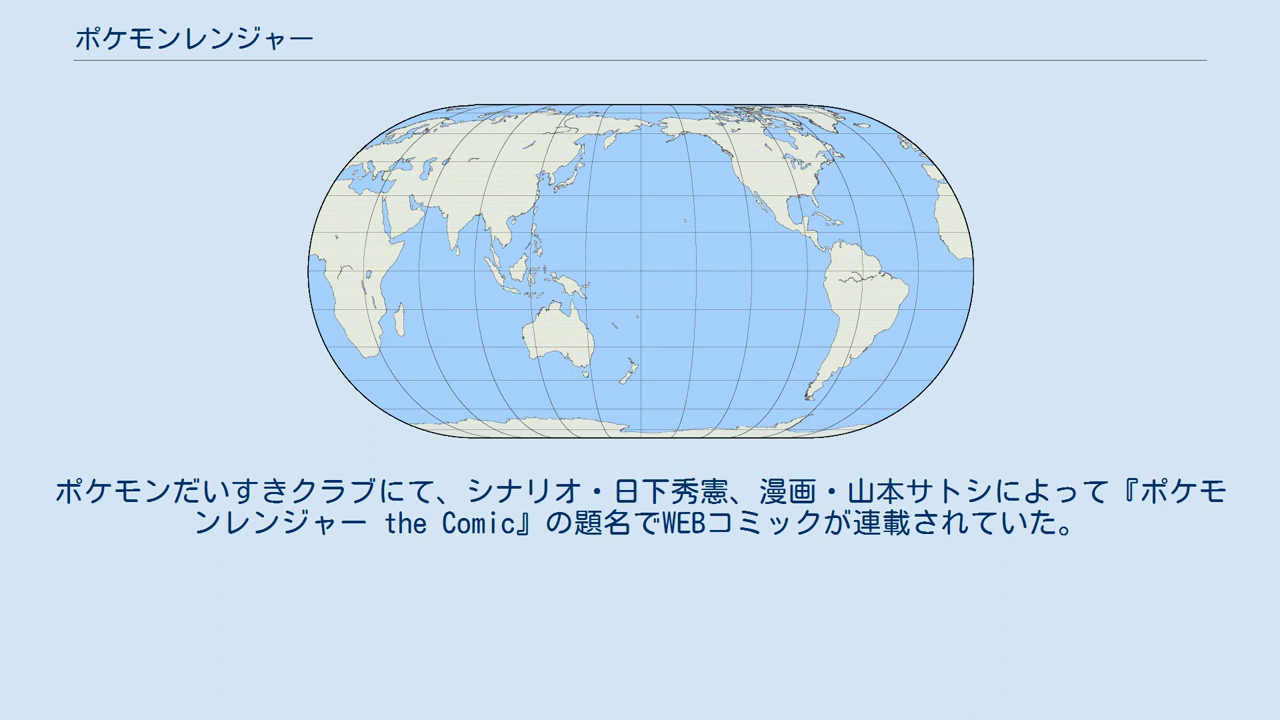 ポケモンレンジャー
ポケモンだいすきクラブにて、シナリオ・日下秀憲、漫画・山本サトシによって『ポケモ
ンレンジャー the Comic』の題名でWEBコミックが連載されていた。